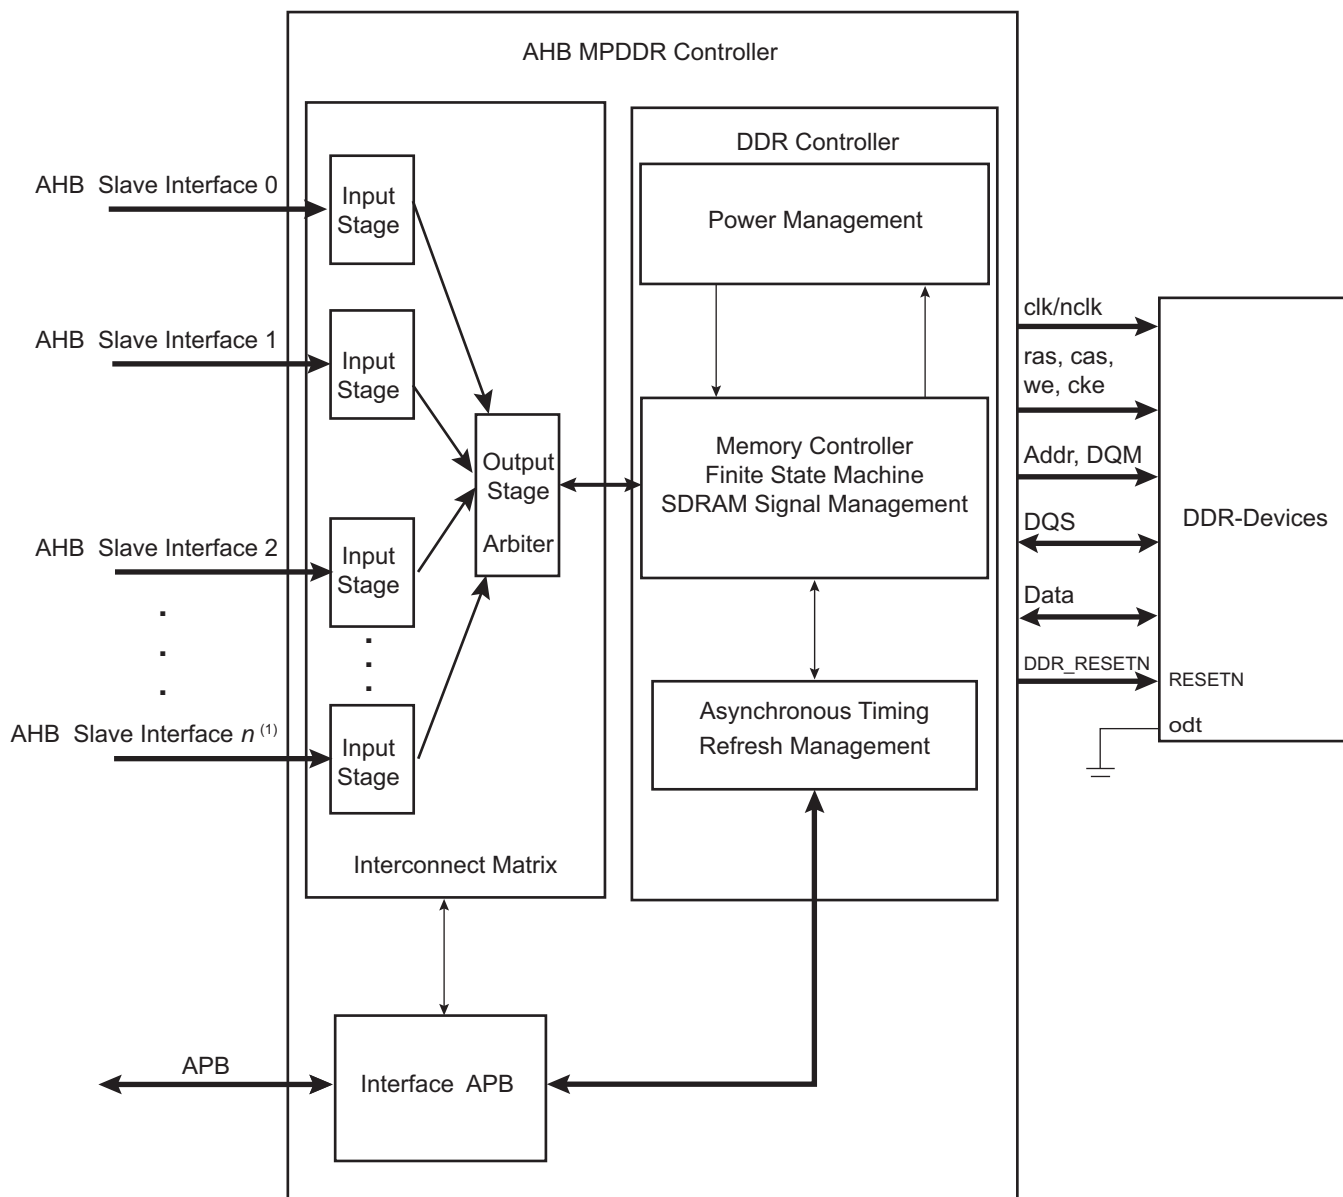 AHB MPDDR Controller
DDR Controller
AHB Slave Interface 0
Input
Stage
Power Management
AHB Slave Interface 1
Input
Stage
clk/nclk
ras, cas,
we, cke
Output
Stage
Arbiter
Memory Controller
Finite State Machine
SDRAM Signal Management
Addr, DQM
DQS
DDR-Devices
AHB Slave Interface 2
Input
Stage
Data
DDR_RESETN
RESETN
odt
AHB Slave Interface n (1)
Input
Stage
Asynchronous Timing
Refresh Management
Interconnect Matrix
APB
Interface APB